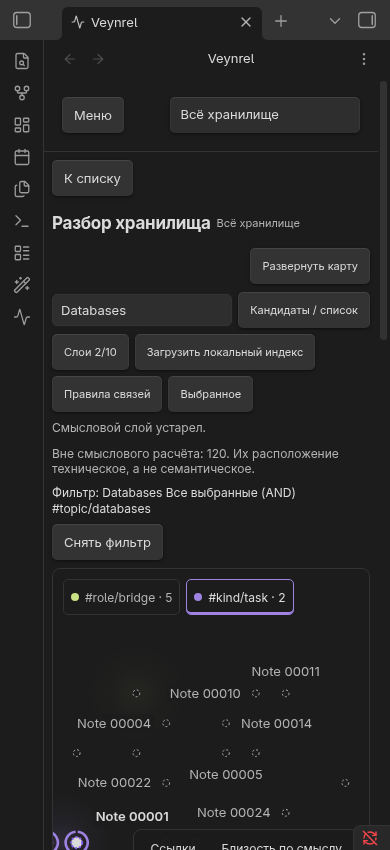 Veynrel
Veynrel
Меню
Всё хранилище
К списку
Разбор хранилища Всё хранилище
Развернуть карту
Databases
Кандидаты / список
Слои 2/10
Загрузить локальный индекс
Правила связей
Выбранное
Смысловой слой устарел.
Вне смыслового расчёта: 120. Их расположение
техническое, а не семантическое.
Фильтр: Databases Все выбранные (AND)
#topic/databases
Снять фильтр
#role/bridge · 5
#kind/task · 2
Note 00011
Note 00010
Note 00004
Note 00014
Note 00005
Note 00022
Note 00024
Note 00001
Ссылки
Близость по смыслу